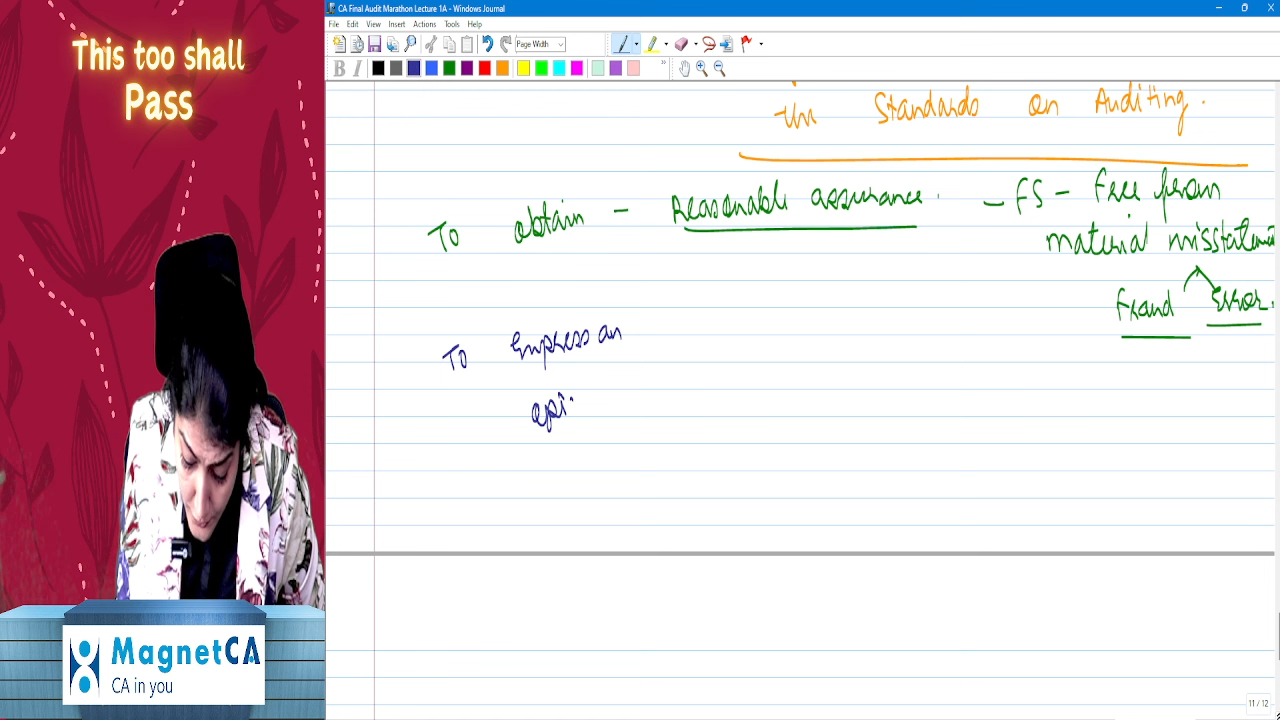 This too shall
Pass
MagnetCA
CA in you
CA Final Audit Marathon Lecture 1A - Windows Journal
File Edit View Insert Actions Tools Help
Page Width
B I
in Standards on Auditing.
To obtain - Reasonable assurance. - FS - Free from
material misstatement
Fraud Error.
To Express an
opi.
11 / 12